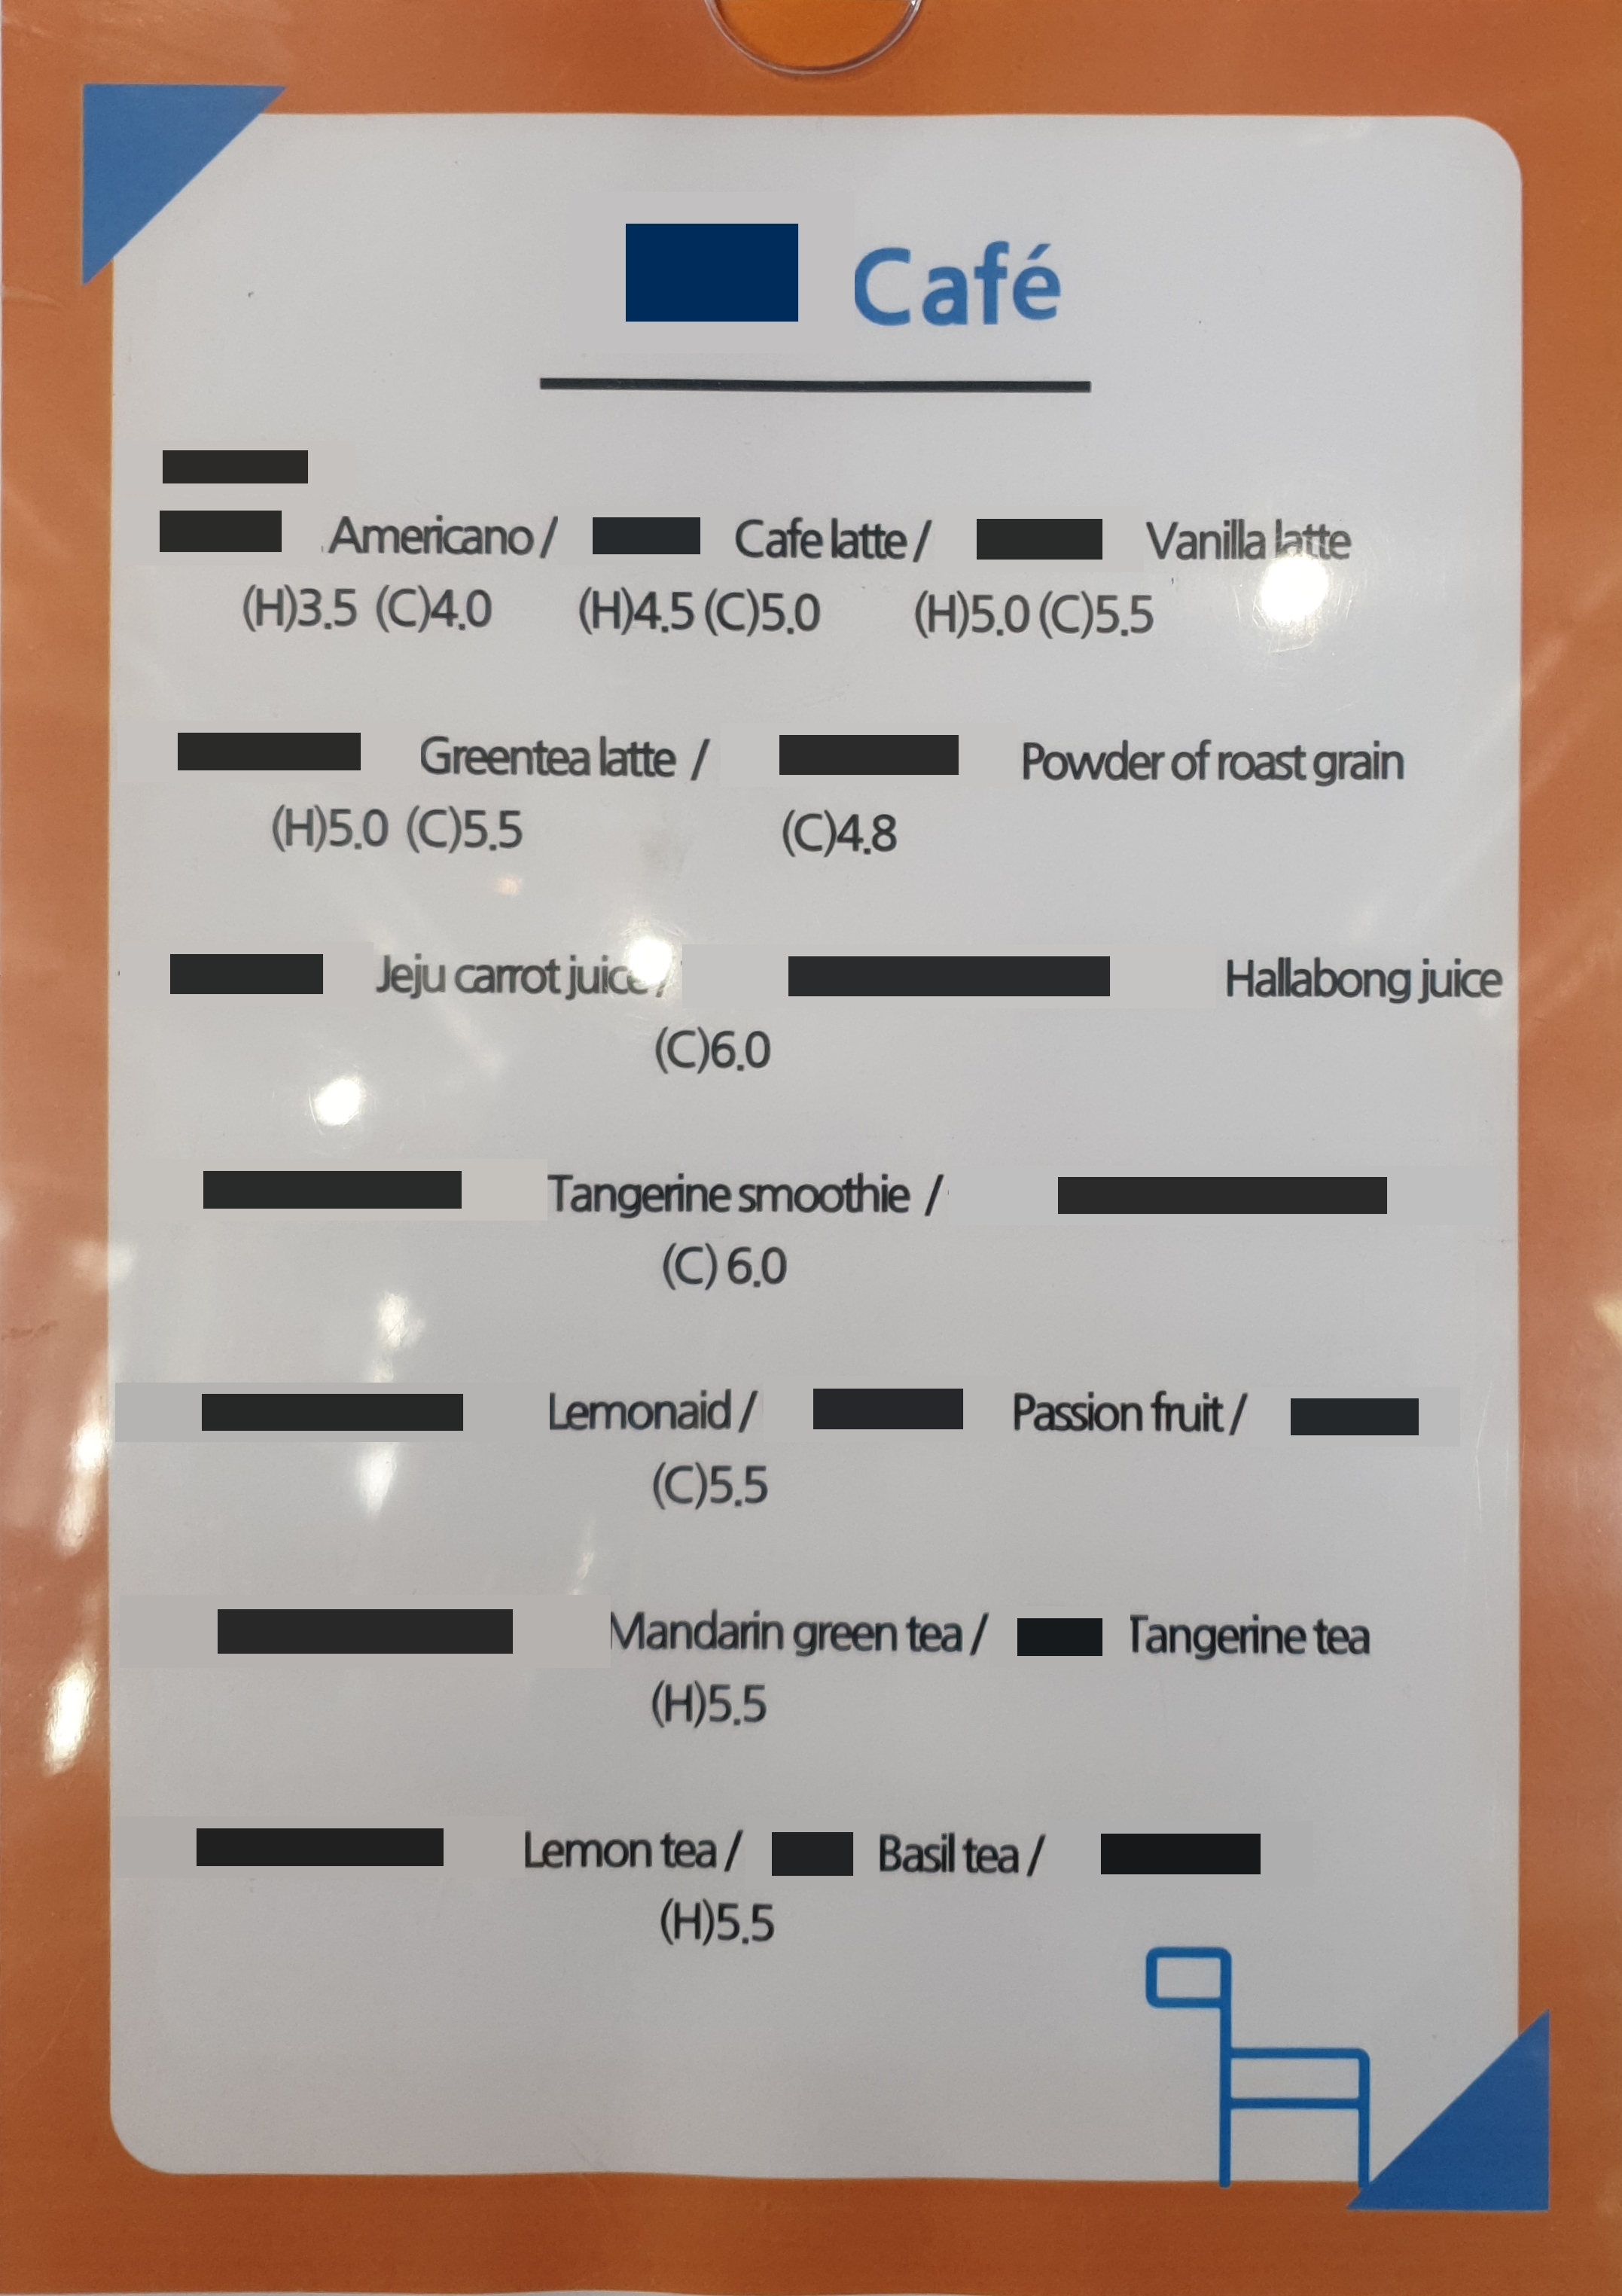 Café
Americano / Cafe latte / Vanilla latte
(H)3.5 (C)4.0 (H)4.5 (C)5.0 (H)5.0 (C)5.5
Greentea latte / Powder of roast grain
(H)5.0 (C)5.5 (C)4.8
Jeju carrot juice / Hallabong juice
(C)6.0
Tangerine smoothie /
(C) 6.0
Lemonaid / Passion fruit /
(C)5.5
Mandarin green tea / Tangerine tea
(H)5.5
Lemon tea / Basil tea /
(H)5.5